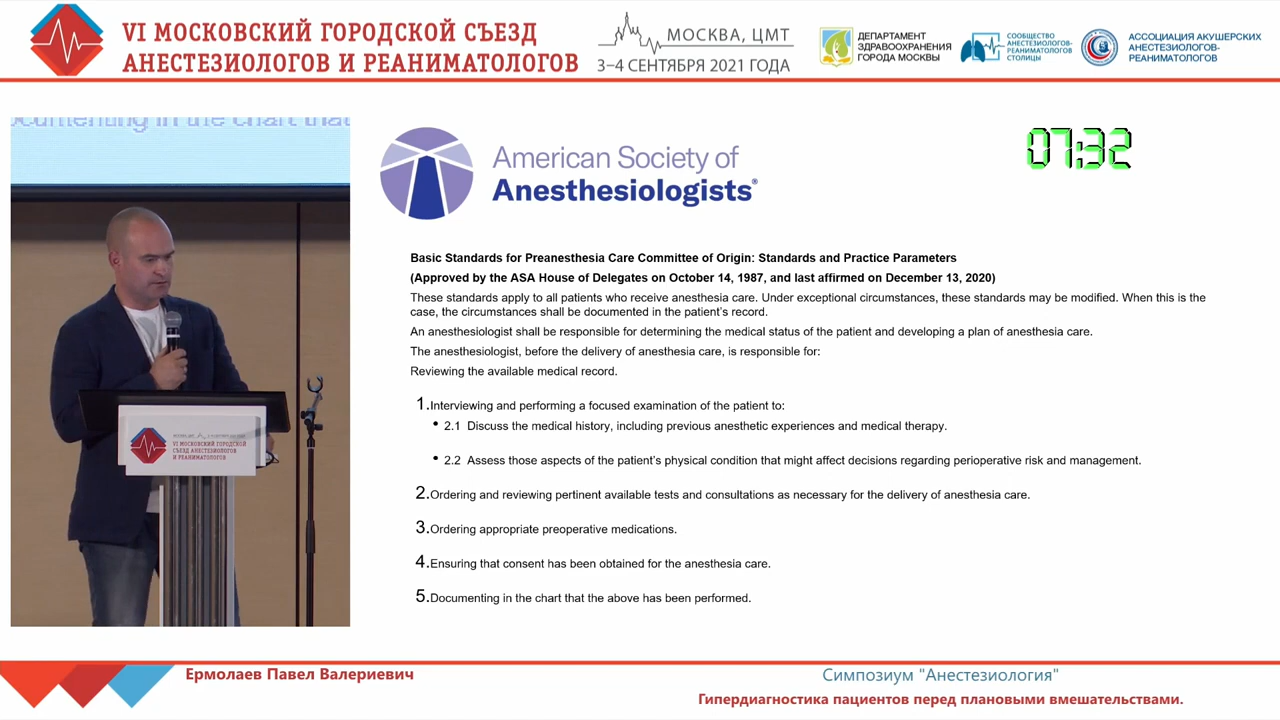 VI МОСКОВСКИЙ ГОРОДСКОЙ СЪЕЗД
АНЕСТЕЗИОЛОГОВ И РЕАНИМАТОЛОГОВ
МОСКВА, ЦМТ
3–4 СЕНТЯБРЯ 2021 ГОДА
ДЕПАРТАМЕНТ
ЗДРАВООХРАНЕНИЯ
ГОРОДА МОСКВЫ
СООБЩЕСТВО
АНЕСТЕЗИОЛОГОВ-
РЕАНИМАТОЛОГОВ
СТОЛИЦЫ
АССОЦИАЦИЯ АКУШЕРСКИХ
АНЕСТЕЗИОЛОГОВ-
РЕАНИМАТОЛОГОВ
documenting in the chart that
American Society of
Anesthesiologists®
07:32
Basic Standards for Preanesthesia Care Committee of Origin: Standards and Practice Parameters
(Approved by the ASA House of Delegates on October 14, 1987, and last affirmed on December 13, 2020)
These standards apply to all patients who receive anesthesia care. Under exceptional circumstances, these standards may be modified. When this is the
case, the circumstances shall be documented in the patient's record.
An anesthesiologist shall be responsible for determining the medical status of the patient and developing a plan of anesthesia care.
The anesthesiologist, before the delivery of anesthesia care, is responsible for:
Reviewing the available medical record.
1.Interviewing and performing a focused examination of the patient to:
• 2.1 Discuss the medical history, including previous anesthetic experiences and medical therapy.
• 2.2 Assess those aspects of the patient's physical condition that might affect decisions regarding perioperative risk and management.
2.Ordering and reviewing pertinent available tests and consultations as necessary for the delivery of anesthesia care.
3.Ordering appropriate preoperative medications.
4.Ensuring that consent has been obtained for the anesthesia care.
5.Documenting in the chart that the above has been performed.
VI МОСКОВСКИЙ ГОРОДСКОЙ
СЪЕЗД АНЕСТЕЗИОЛОГОВ
И РЕАНИМАТОЛОГОВ
Ермолаев Павел Валериевич
Симпозиум "Анестезиология"
Гипердиагностика пациентов перед плановыми вмешательствами.